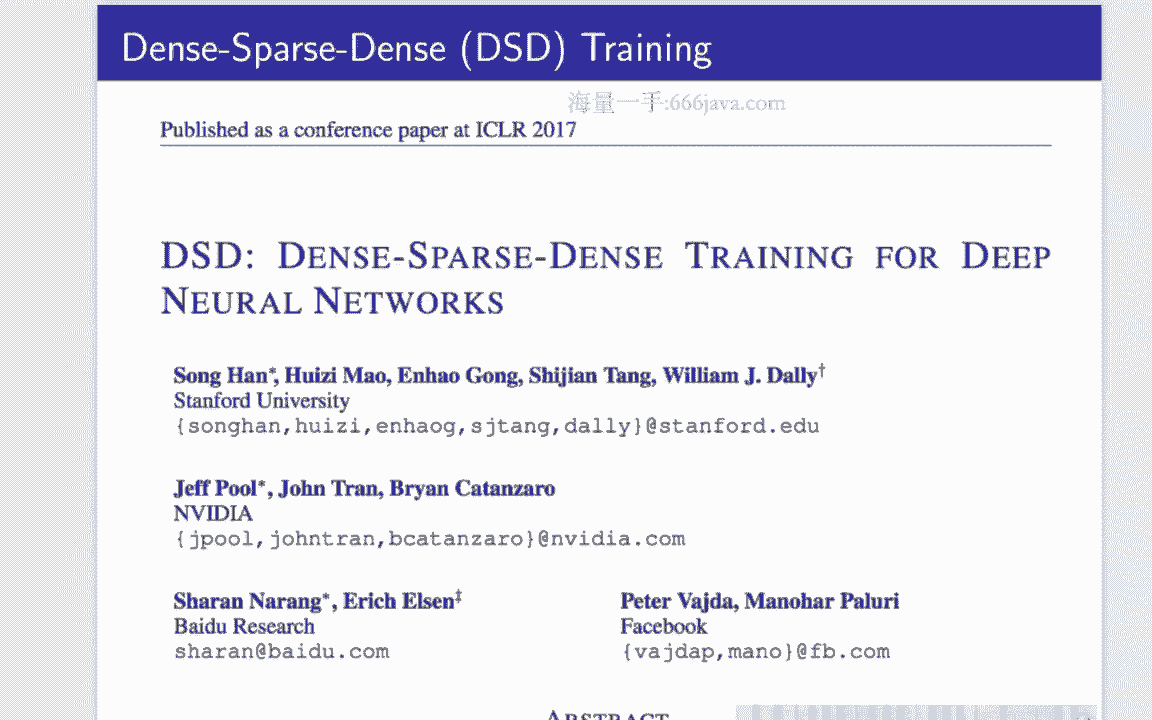 Dense-Sparse-Dense (DSD) Training
海量一手:666java.com
Published as a conference paper at ICLR 2017
DSD: DENSE-SPARSE-DENSE TRAINING FOR DEEP
NEURAL NETWORKS
Song Han*, Huizi Mao, Enhao Gong, Shijian Tang, William J. Dally†
Stanford University
{songhan,huizi,enhaog,sjtang,dally}@stanford.edu
Jeff Pool*, John Tran, Bryan Catanzaro
NVIDIA
{jpool,johntran,bcatanzaro}@nvidia.com
Sharan Narang*, Erich Elsen‡
Baidu Research
sharan@baidu.com
Peter Vajda, Manohar Paluri
Facebook
{vajdap,mano}@fb.com
ABSTRACT